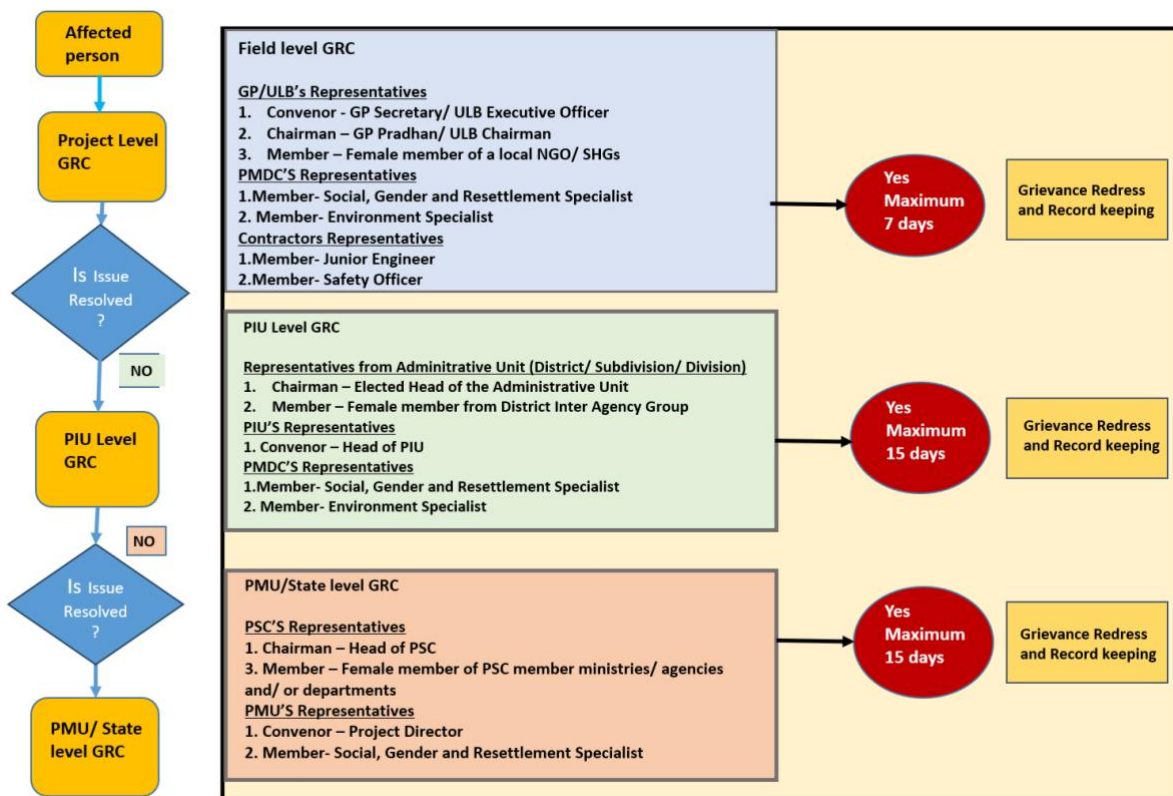 Affected
person
Project Level
GRC
Is Issue
Resolved
?
NO
PIU Level
GRC
NO
Is Issue
Resolved
?
PMU/ State
level GRC
Field level GRC
GP/ULB's Representatives
1. Convenor - GP Secretary/ ULB Executive Officer
2. Chairman – GP Pradhan/ ULB Chairman
3. Member – Female member of a local NGO/ SHGs
PMDC'S Representatives
1.Member- Social, Gender and Resettlement Specialist
2. Member- Environment Specialist
Contractors Representatives
1.Member- Junior Engineer
2.Member- Safety Officer
Yes
Maximum
7 days
Grievance Redress
and Record keeping
PIU Level GRC
Representatives from Adminitrative Unit (District/ Subdivision/ Division)
1. Chairman – Elected Head of the Administrative Unit
2. Member – Female member from District Inter Agency Group
PIU'S Representatives
1. Convenor – Head of PIU
PMDC'S Representatives
1.Member- Social, Gender and Resettlement Specialist
2. Member- Environment Specialist
Yes
Maximum
15 days
Grievance Redress
and Record keeping
PMU/State level GRC
PSC'S Representatives
1. Chairman – Head of PSC
3. Member – Female member of PSC member ministries/ agencies
and/ or departments
PMU'S Representatives
1. Convenor – Project Director
2. Member- Social, Gender and Resettlement Specialist
Yes
Maximum
15 days
Grievance Redress
and Record keeping